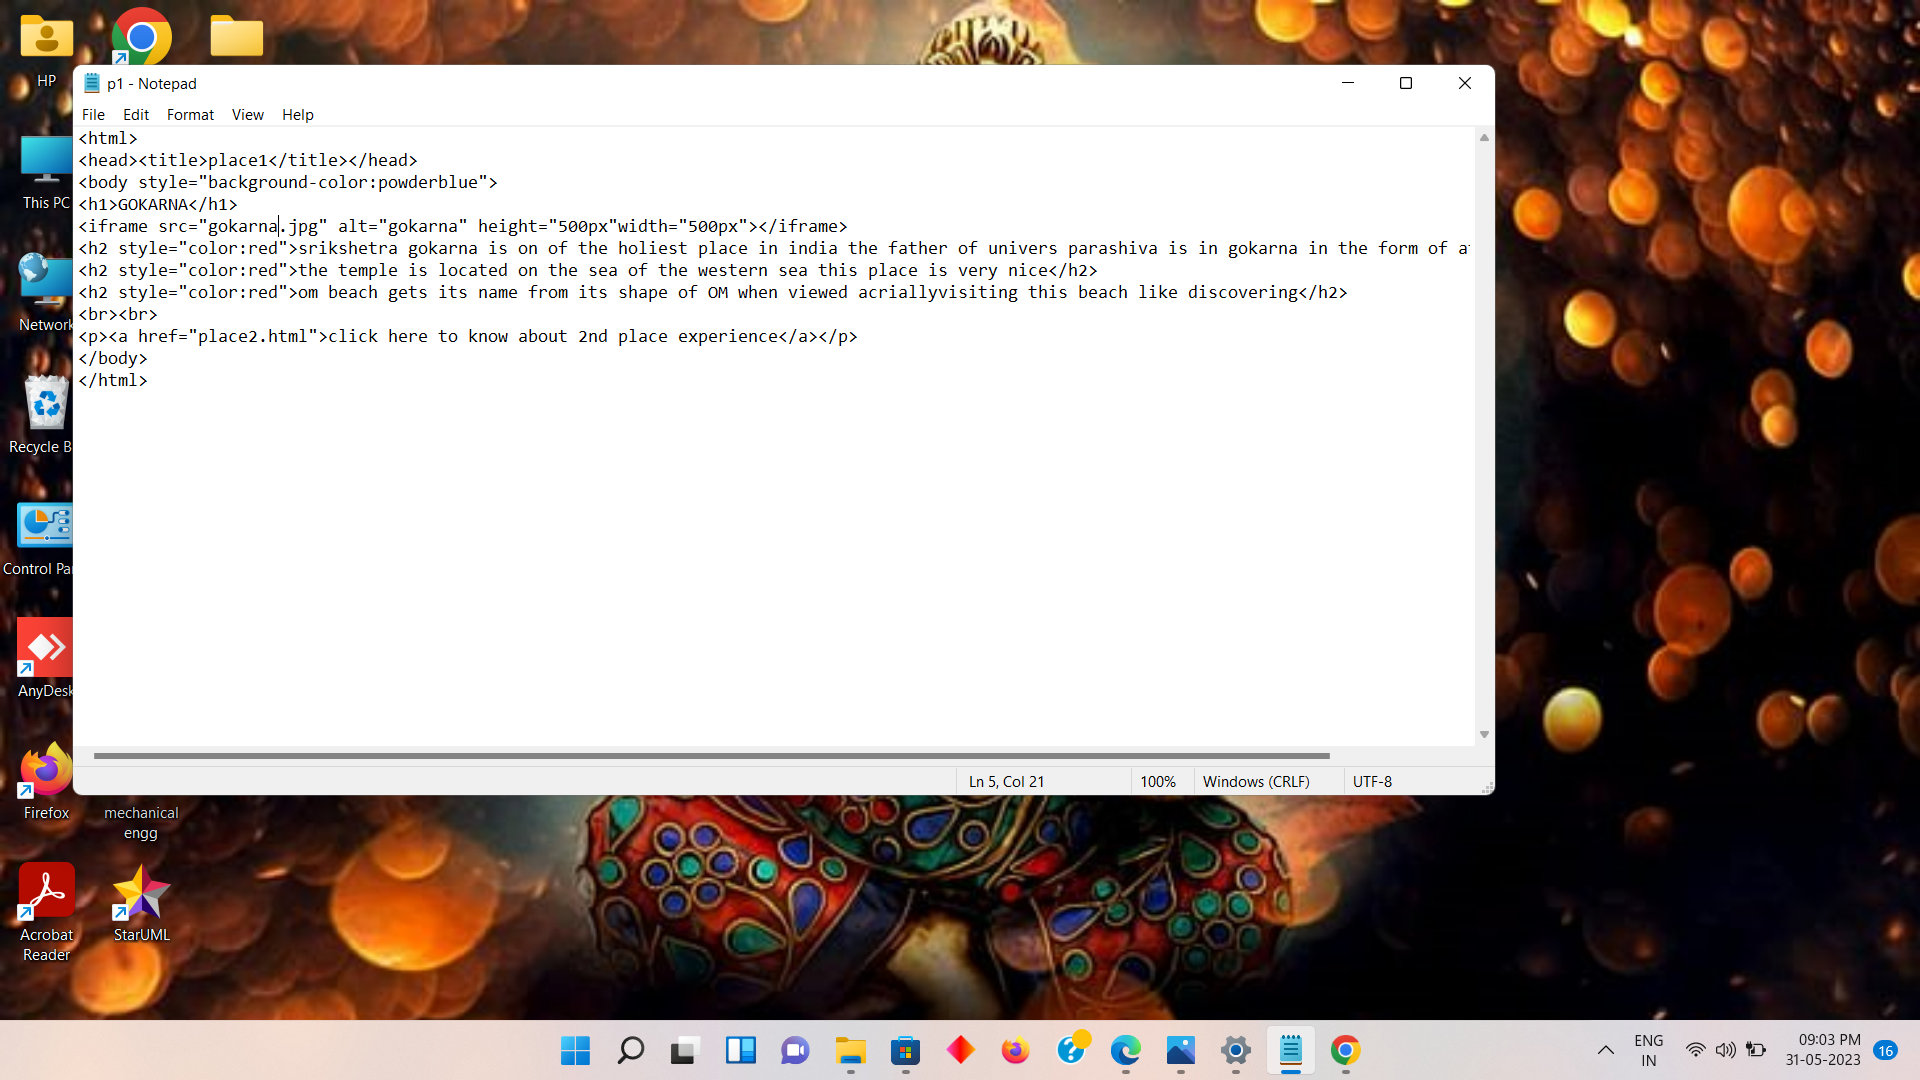 HP
p1 - Notepad
File Edit Format View Help
<html>
<head><title>place1</title></head>
<body style="background-color:powderblue">
<h1>GOKARNA</h1>
<iframe src="gokarna.jpg" alt="gokarna" height="500px"width="500px"></iframe>
<h2 style="color:red">srikshetra gokarna is on of the holiest place in india the father of univers parashiva is in gokarna in the form of
<h2 style="color:red">the temple is located on the sea of the western sea this place is very nice</h2>
<h2 style="color:red">om beach gets its name from its shape of OM when viewed acriallyvisiting this beach like discovering</h2>
<br><br>
<p><a href="place2.html">click here to know about 2nd place experience</a></p>
</body>
</html>
Ln 5, Col 21 100% Windows (CRLF) UTF-8
This PC
Network
Recycle B
Control Pa
AnyDesk
Firefox
mechanical
engg
Acrobat
Reader
StarUML
ENG
IN
09:03 PM
31-05-2023
16